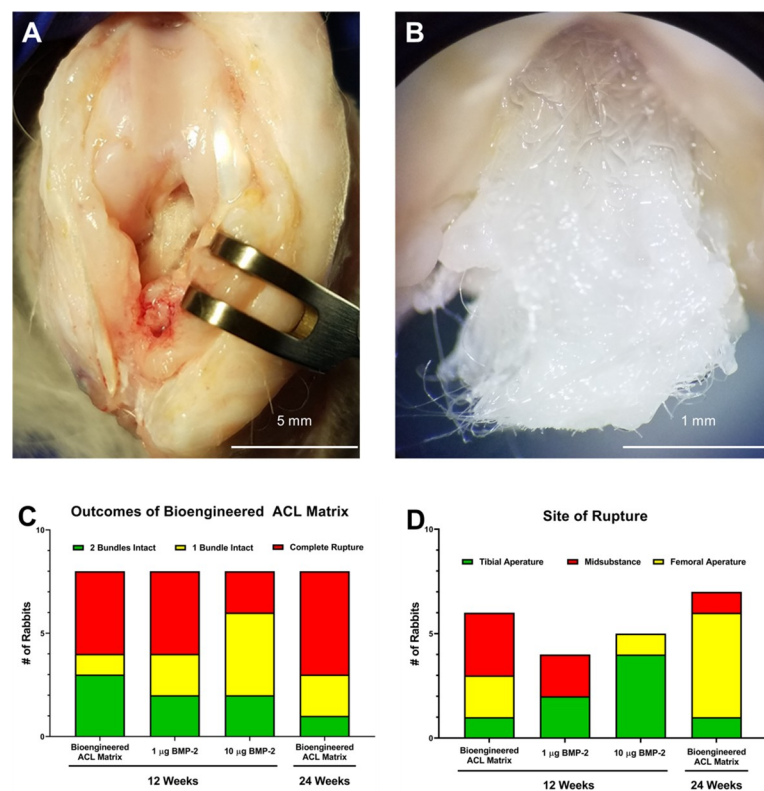 A
B
5 mm
1 mm
C
Outcomes of Bioengineered ACL Matrix
2 Bundles Intact
1 Bundle Intact
Complete Rupture
10
5
0
# of Rabbits
Bioengineered
ACL Matrix
1 µg BMP-2
10 µg BMP-2
Bioengineered
ACL Matrix
12 Weeks
24 Weeks
D
Site of Rupture
Tibial Aperature
Midsubstance
Femoral Aperature
10
5
0
# of Rabbits
Bioengineered
ACL Matrix
1 µg BMP-2
10 µg BMP-2
Bioengineered
ACL Matrix
12 Weeks
24 Weeks